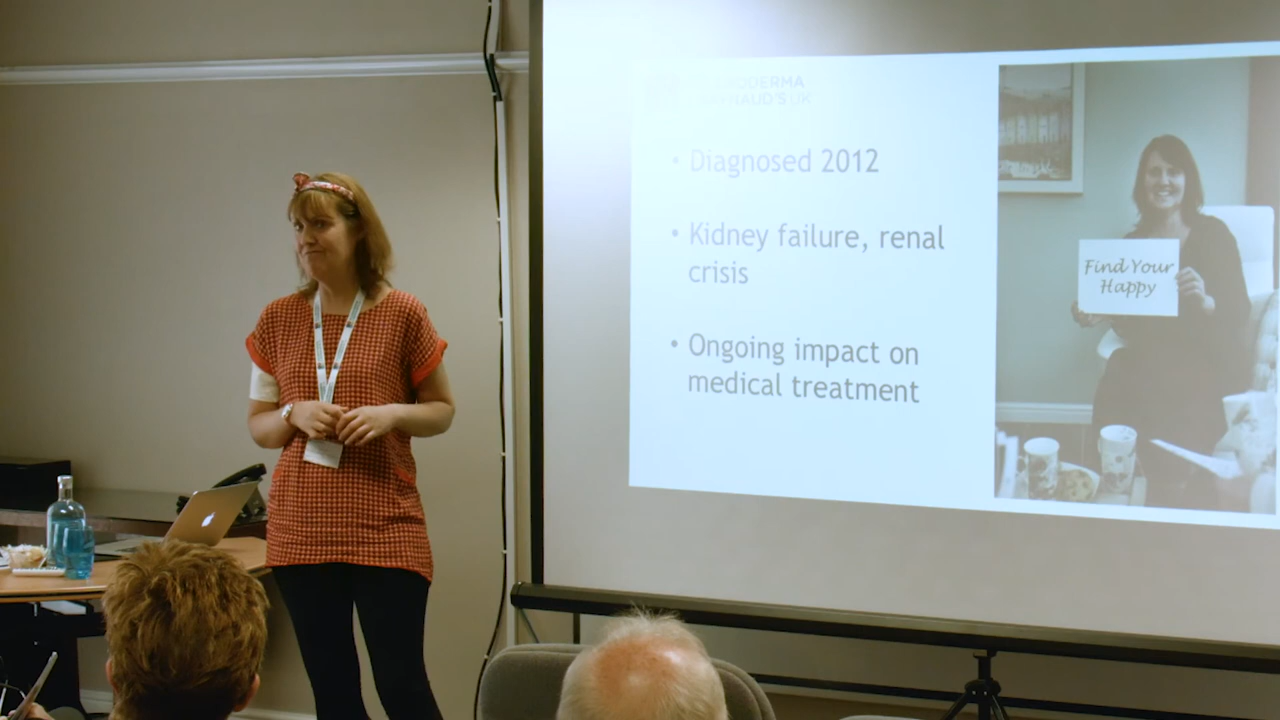 • Diagnosed 2012
• Kidney failure, renal
crisis
• Ongoing impact on
medical treatment
Find Your
Happy